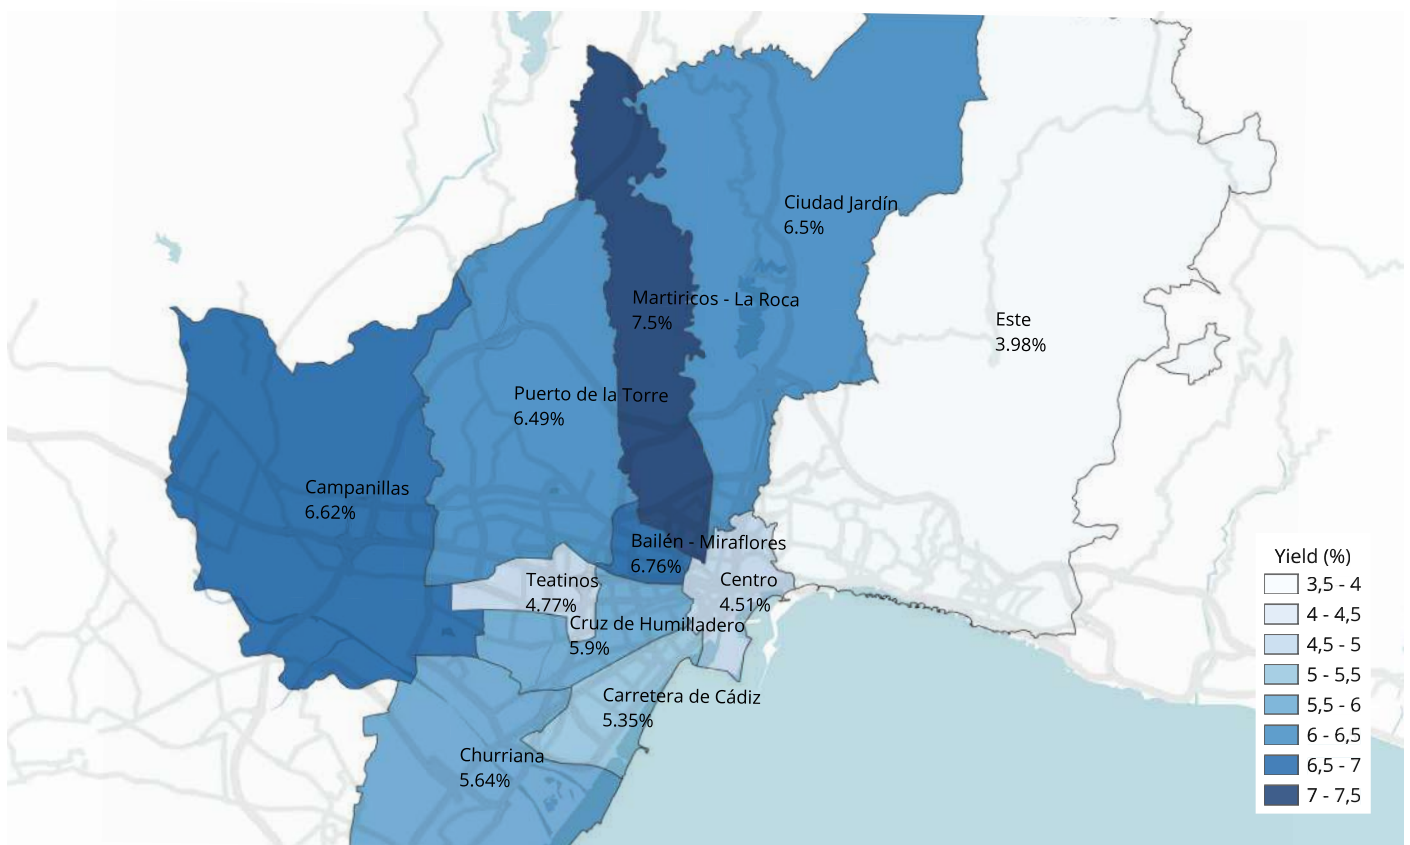 Ciudad Jardín
6.5%
Martiricos - La Roca
7.5%
Este
3.98%
Puerto de la Torre
6.49%
Campanillas
6.62%
Bailén - Miraflores
6.76%
Teatinos
4.77%
Centro
4.51%
Cruz de Humilladero
5.9%
Carretera de Cádiz
5.35%
Churriana
5.64%
Yield (%)
3,5 - 4
4 - 4,5
4,5 - 5
5 - 5,5
5,5 - 6
6 - 6,5
6,5 - 7
7 - 7,5